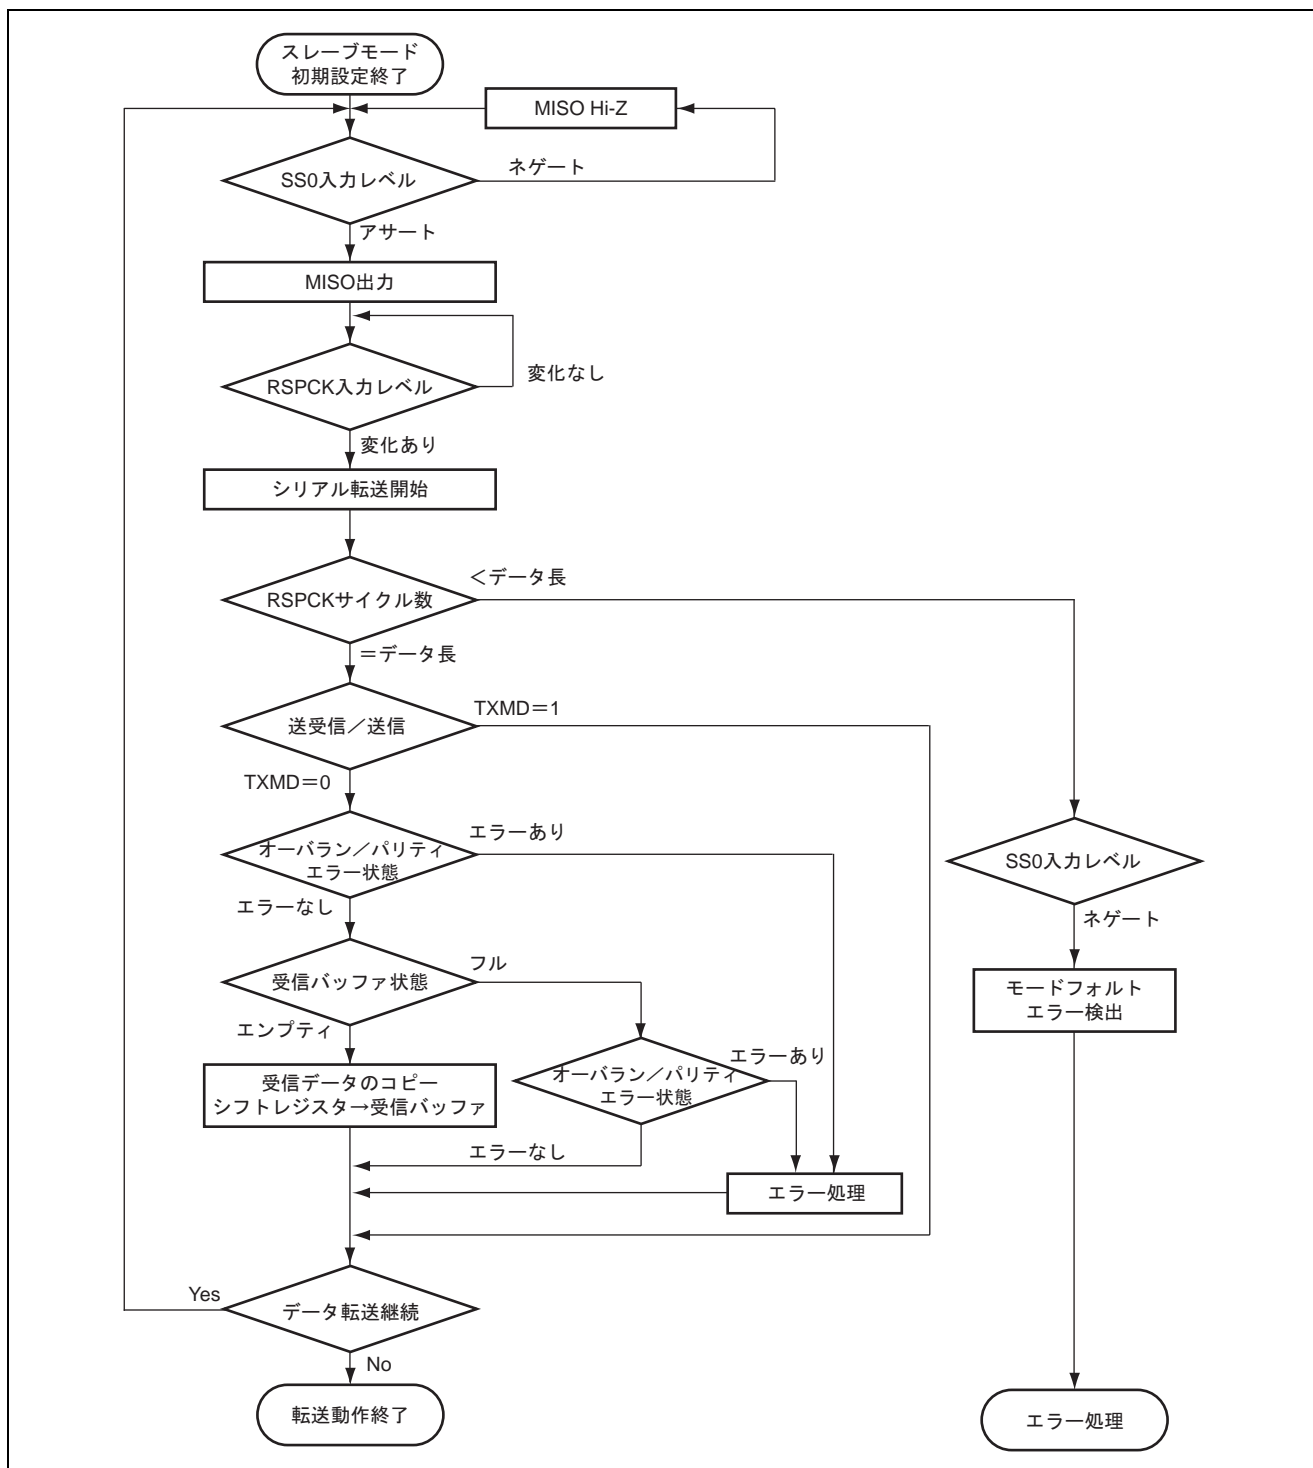 スレーブモード
初期設定終了
MISO Hi-Z
SS0入力レベル
ネゲート
アサート
MISO出力
RSPCK入力レベル
変化なし
変化あり
シリアル転送開始
RSPCKサイクル数
＜データ長
＝データ長
送受信／送信
TXMD＝1
TXMD＝0
オーバラン／パリティ
エラー状態
エラーあり
エラーなし
SS0入力レベル
ネゲート
受信バッファ状態
フル
エンプティ
モードフォルト
エラー検出
受信データのコピー
シフトレジスタ→受信バッファ
オーバラン／パリティ
エラー状態
エラーあり
エラーなし
エラー処理
データ転送継続
Yes
No
転送動作終了
エラー処理